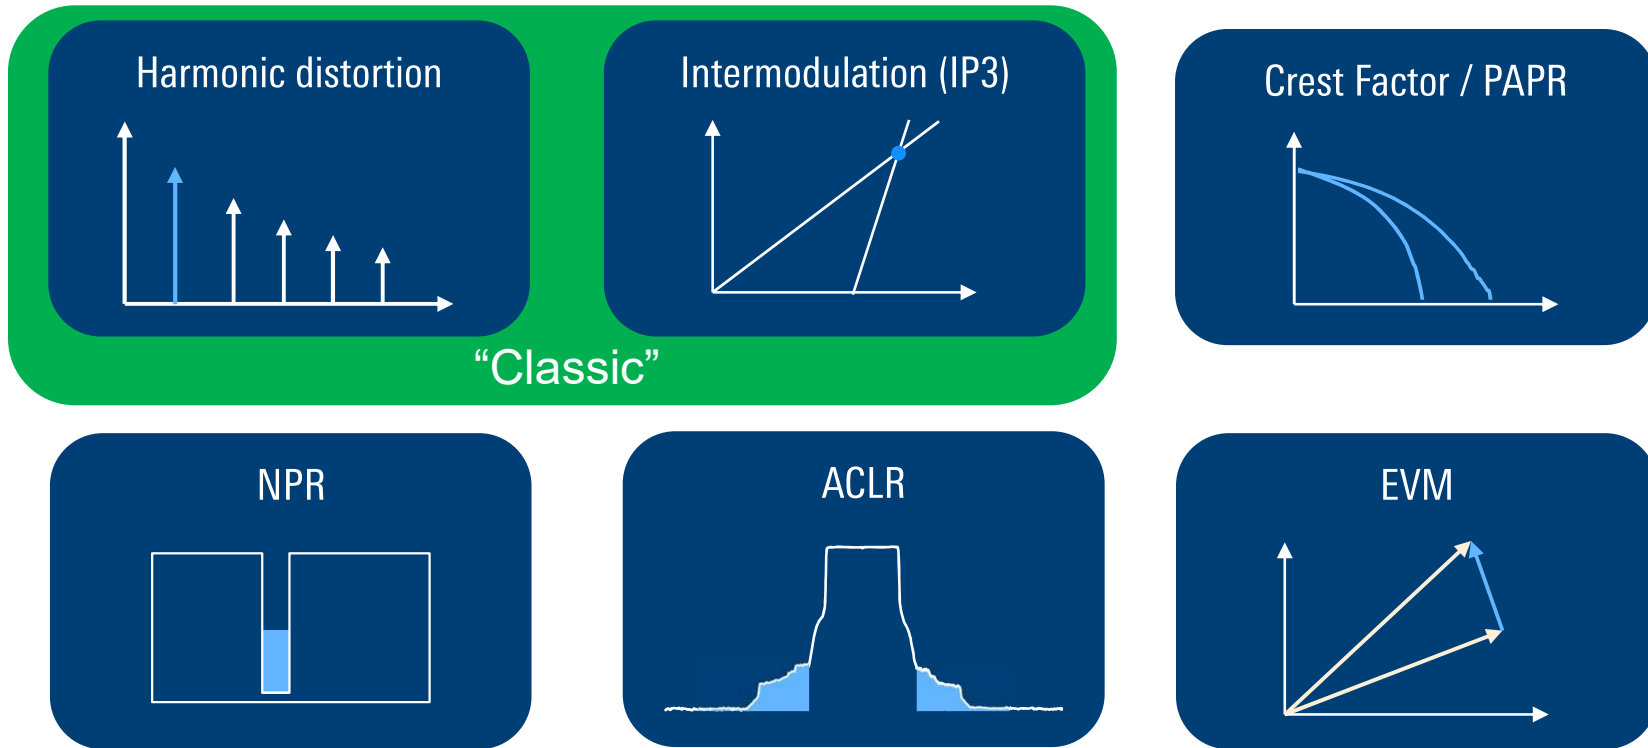 Harmonic distortion
Intermodulation (IP3)
Crest Factor / PAPR
“Classic”
NPR
ACLR
EVM